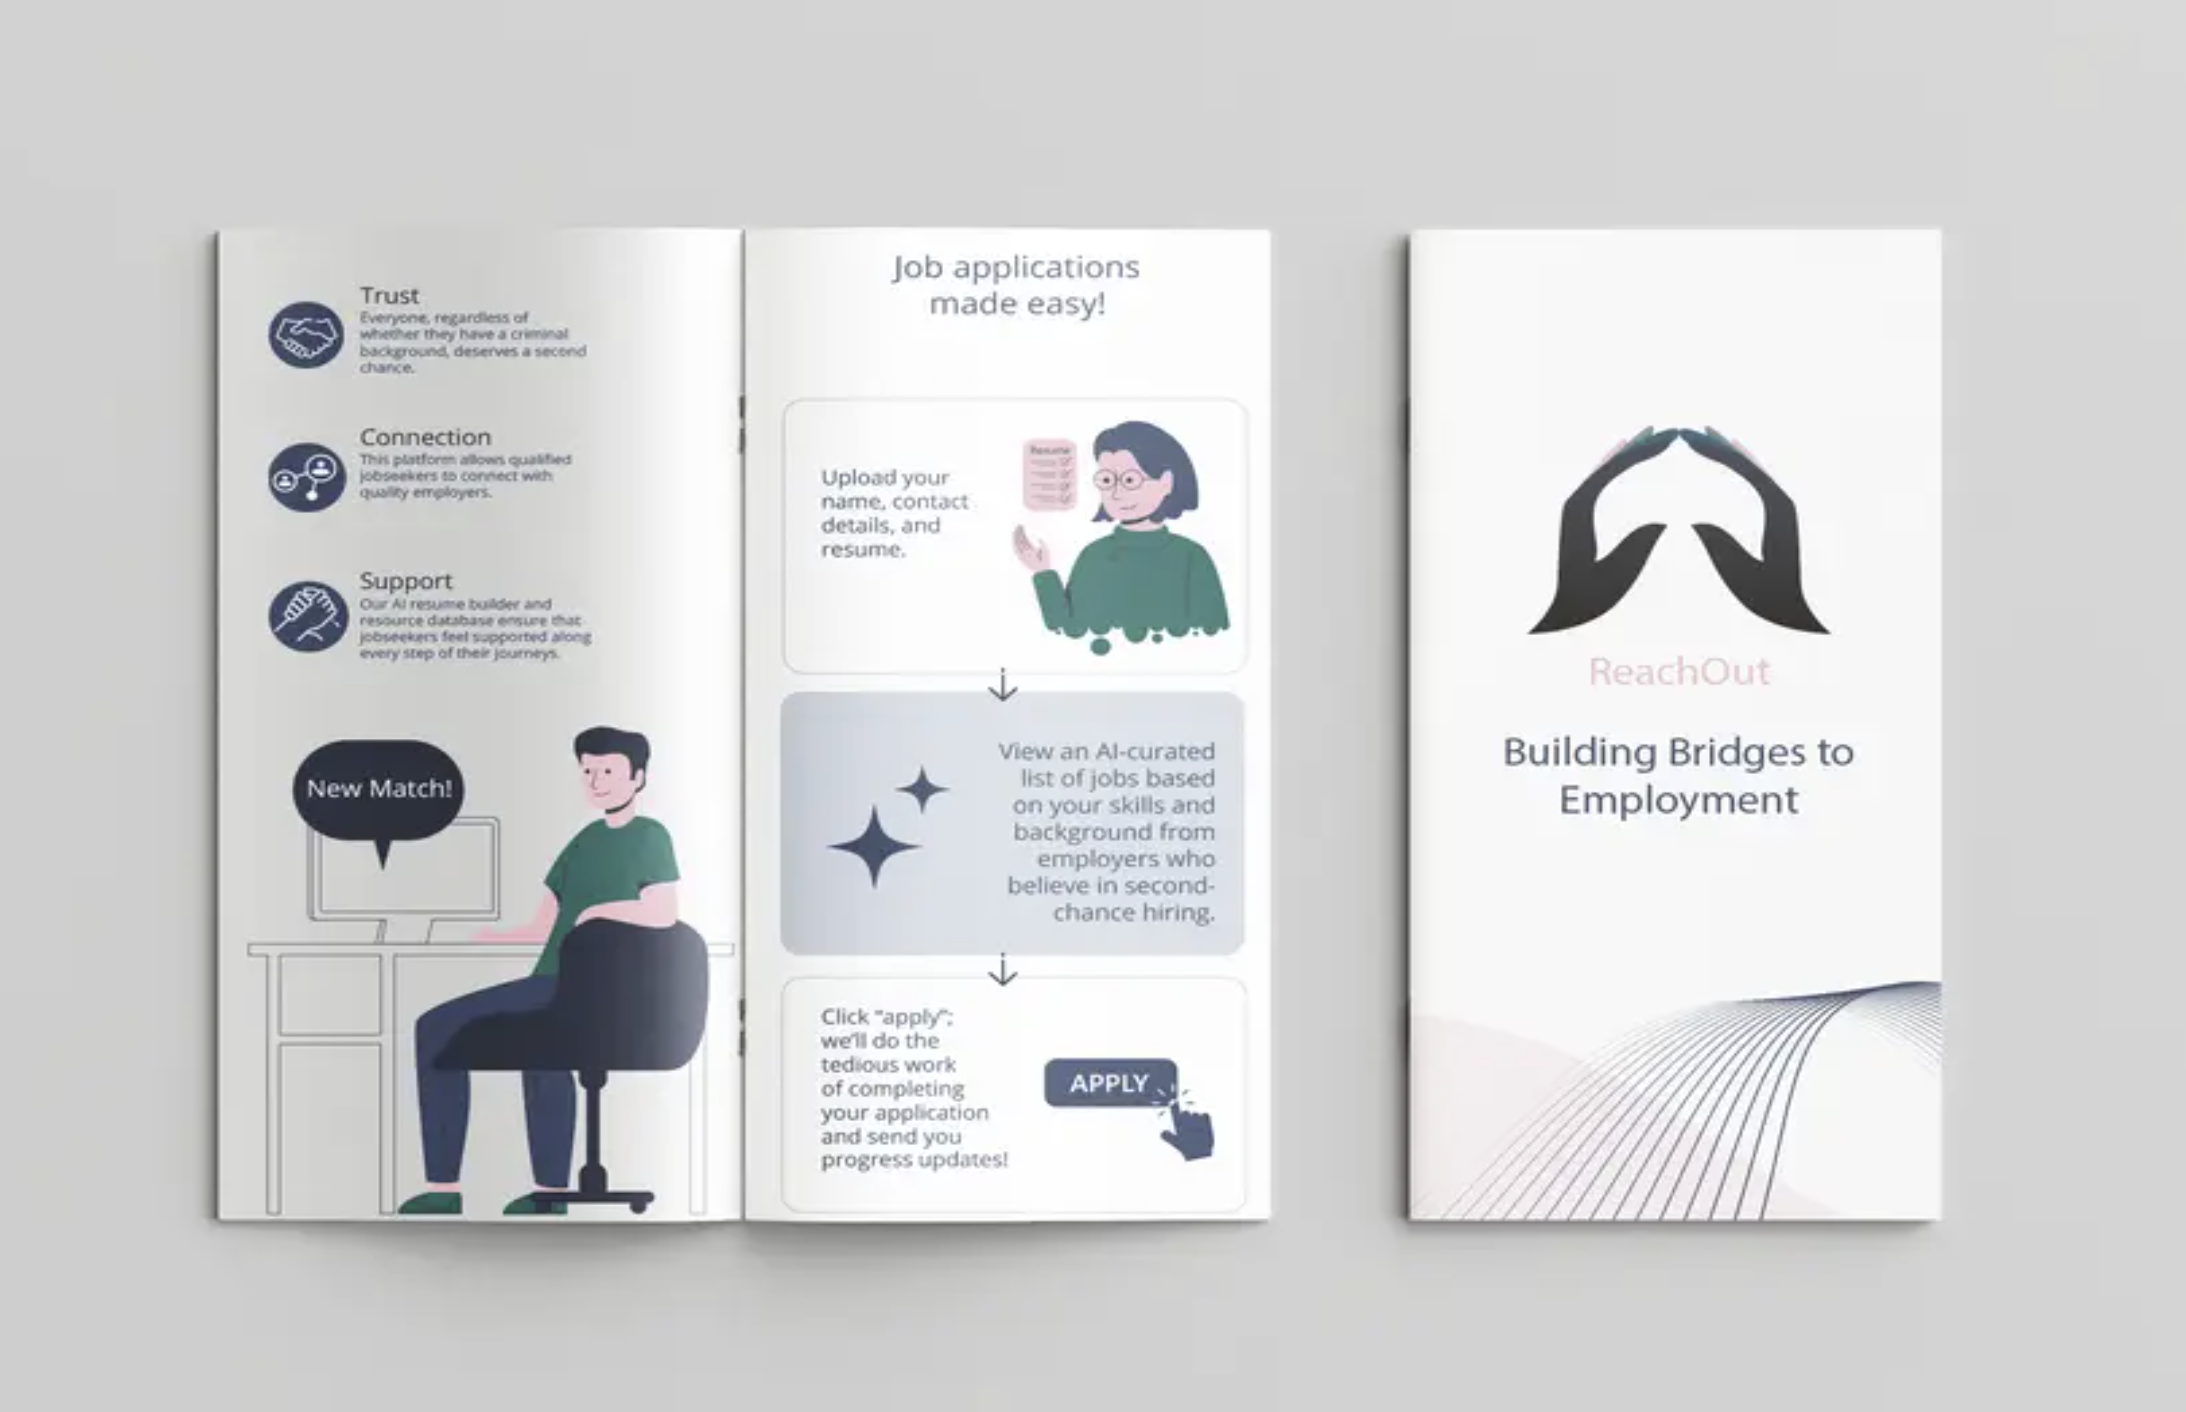 Trust
Everyone, regardless of
whether they have a criminal
background, deserves a second
chance.
Connection
This platform allows qualified
jobseekers to connect with
quality employers.
Support
Our AI resume builder and
resource database ensure that
jobseekers feel supported along
every step of their journeys.
New Match!
Job applications
made easy!
Upload your
name, contact
details, and
resume.
Resume
View an AI-curated
list of jobs based
on your skills and
background from
employers who
believe in second-
chance hiring.
Click “apply”;
we’ll do the
tedious work
of completing
your application
and send you
progress updates!
APPLY
ReachOut
Building Bridges to
Employment